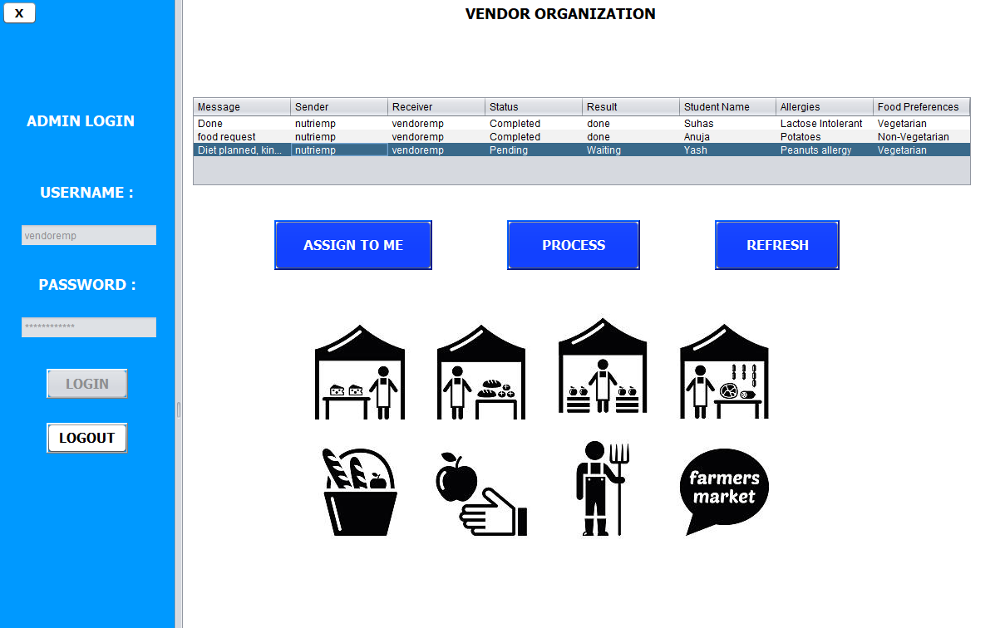 X
ADMIN LOGIN
USERNAME :
vendoremp
PASSWORD :
************
LOGIN
LOGOUT
VENDOR ORGANIZATION
Message Sender Receiver Status Result Student Name Allergies Food Preferences
Done nutriemp vendoremp Completed done Suhas Lactose Intolerant Vegetarian
food request nutriemp vendoremp Completed done Anuja Potatoes Non-Vegetarian
Diet planned, kin... nutriemp vendoremp Pending Waiting Yash Peanuts allergy Vegetarian
ASSIGN TO ME PROCESS REFRESH
farmers
market